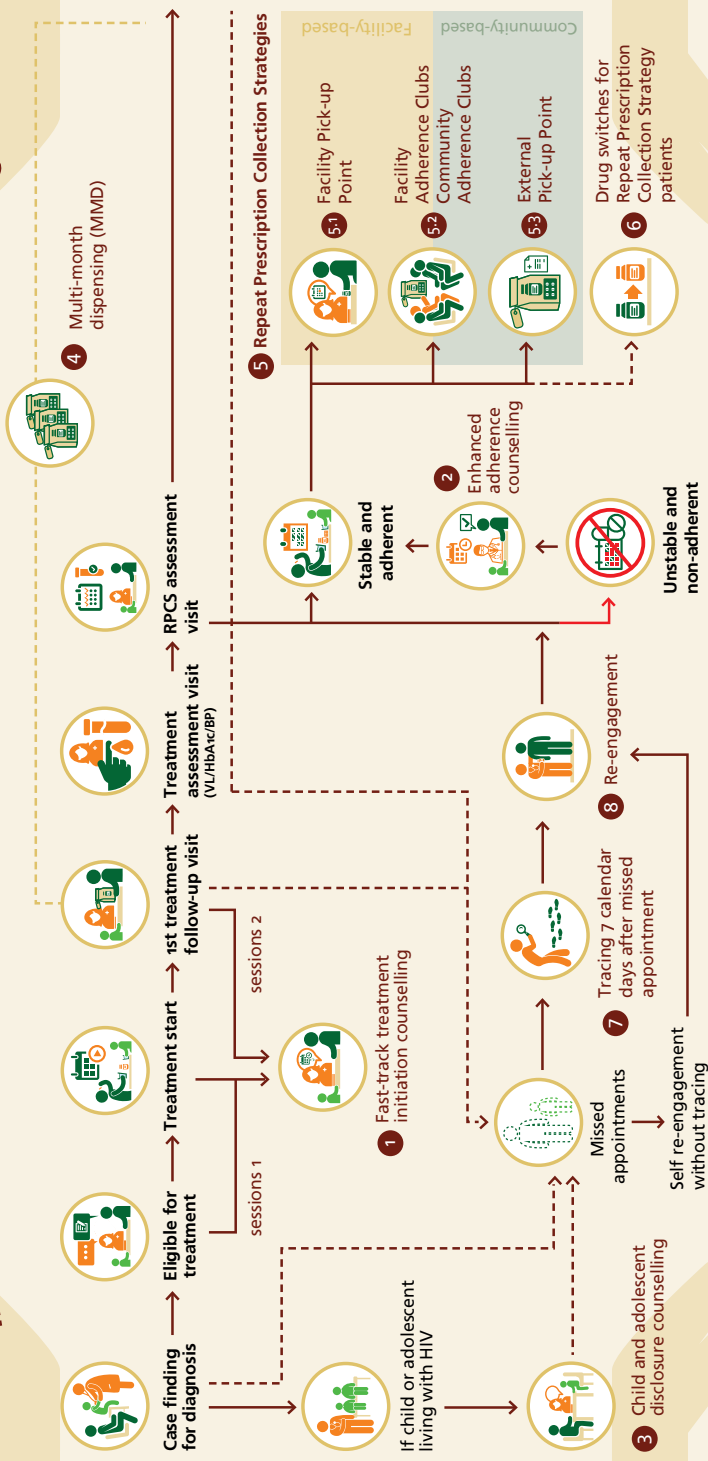 Case finding
for diagnosis
Eligible for
treatment
Treatment start
1st treatment
follow-up visit
Treatment
assessment visit
(VL/HbA1c/BP)
RPCS assessment
visit
4
Multi-month
dispensing (MMD)
sessions 1
sessions 2
1
Fast-track treatment
initiation counselling
If child or adolescent
living with HIV
3
Child and adolescent
disclosure counselling
Missed
appointments
Self re-engagement
without tracing
7
Tracing 7 calendar
days after missed
appointment
8
Re-engagement
Stable and
adherent
2
Enhanced
adherence
counselling
Unstable and
non-adherent
5
Repeat Prescription Collection Strategies
5.1
Facility Pick-up
Point
5.2
Facility
Adherence Clubs
Community
Adherence Clubs
5.3
External
Pick-up Point
Facility-based
Community-based
6
Drug switches for
Repeat Prescription
Collection Strategy
patients